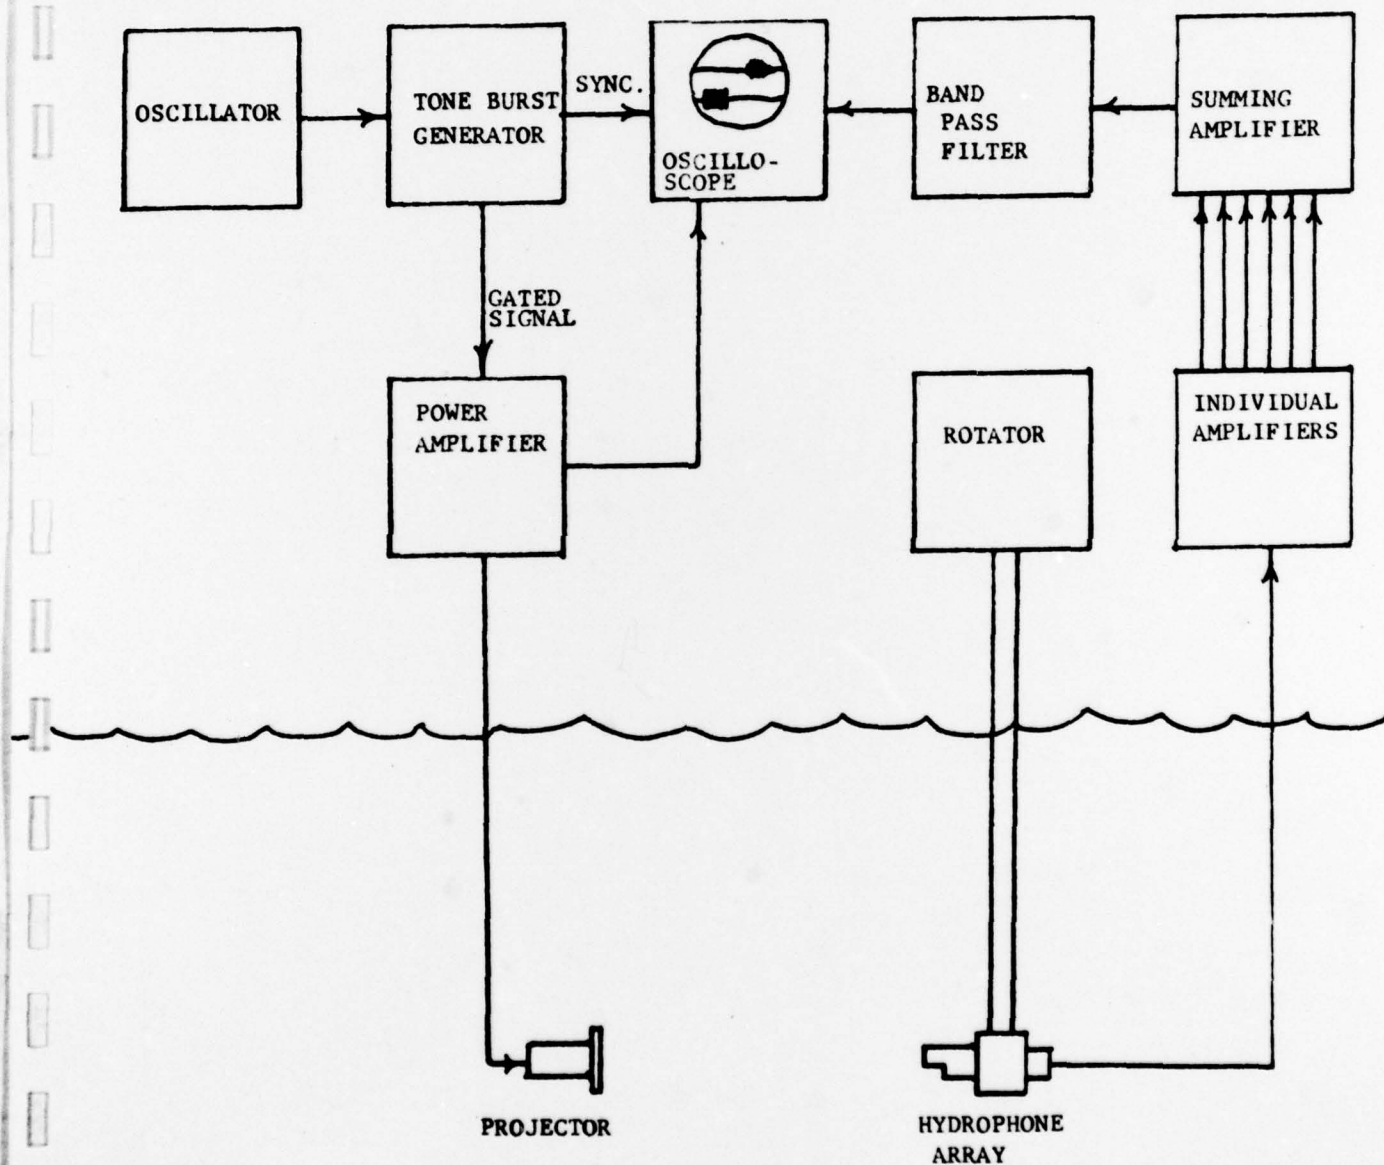 OSCILLATOR
TONE BURST
GENERATOR
SYNC.
OSCILLO-
SCOPE
BAND
PASS
FILTER
SUMMING
AMPLIFIER
GATED
SIGNAL
POWER
AMPLIFIER
ROTATOR
INDIVIDUAL
AMPLIFIERS
PROJECTOR
HYDROPHONE
ARRAY